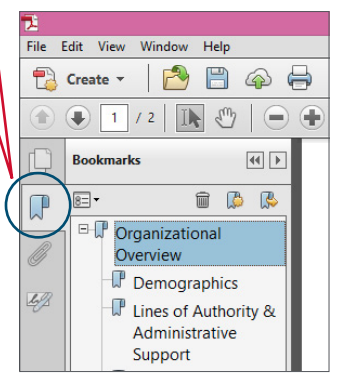 File Edit View Window Help
Create
1 / 2
Bookmarks
Organizational
Overview
Demographics
Lines of Authority &
Administrative
Support